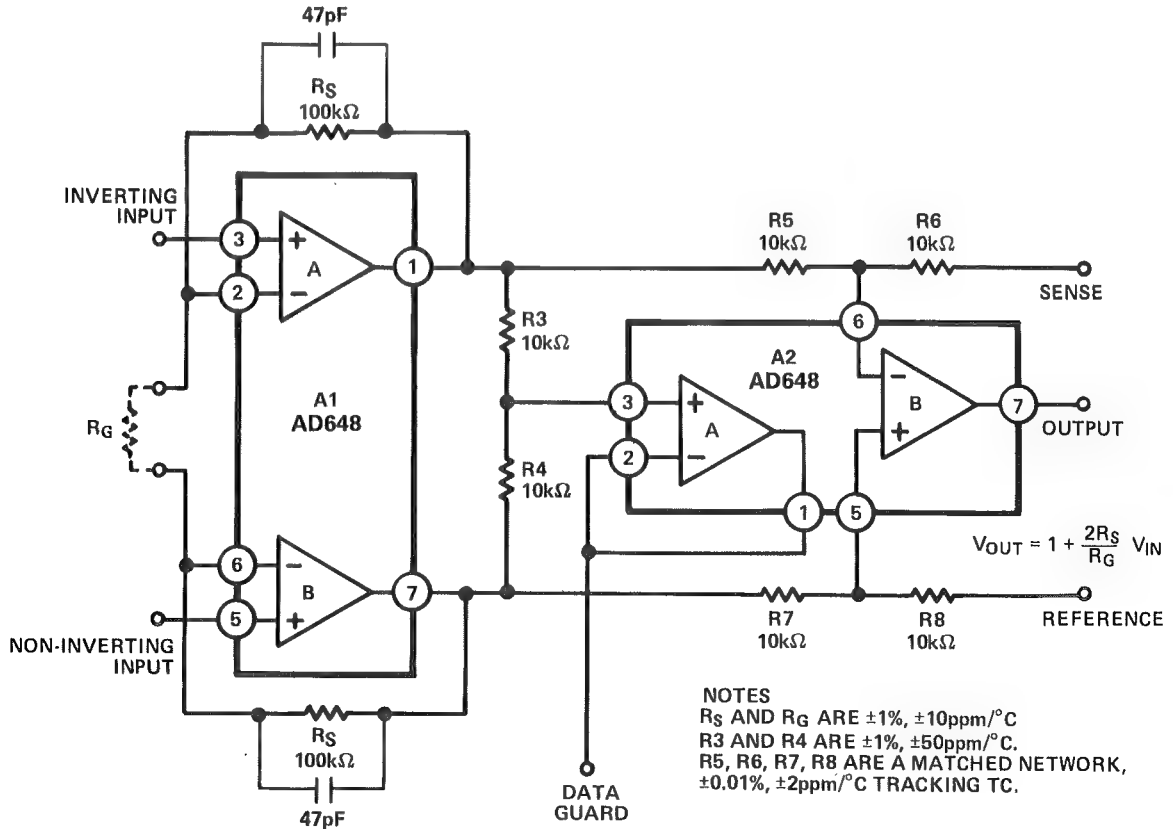 47pF
RS
100kΩ
INVERTING
INPUT
3
+
A
1
2
−
R5
10kΩ
R6
10kΩ
SENSE
R3
10kΩ
6
A1
AD648
A2
AD648
3
+
A
−
B
+
7
OUTPUT
RG
2
−
R4
10kΩ
1
5
VOUT = 1 + 2RS/RG VIN
6
−
B
7
5
+
R7
10kΩ
R8
10kΩ
REFERENCE
NON-INVERTING
INPUT
RS
100kΩ
47pF
DATA
GUARD
NOTES
RS AND RG ARE ±1%, ±10ppm/°C
R3 AND R4 ARE ±1%, ±50ppm/°C.
R5, R6, R7, R8 ARE A MATCHED NETWORK,
±0.01%, ±2ppm/°C TRACKING TC.